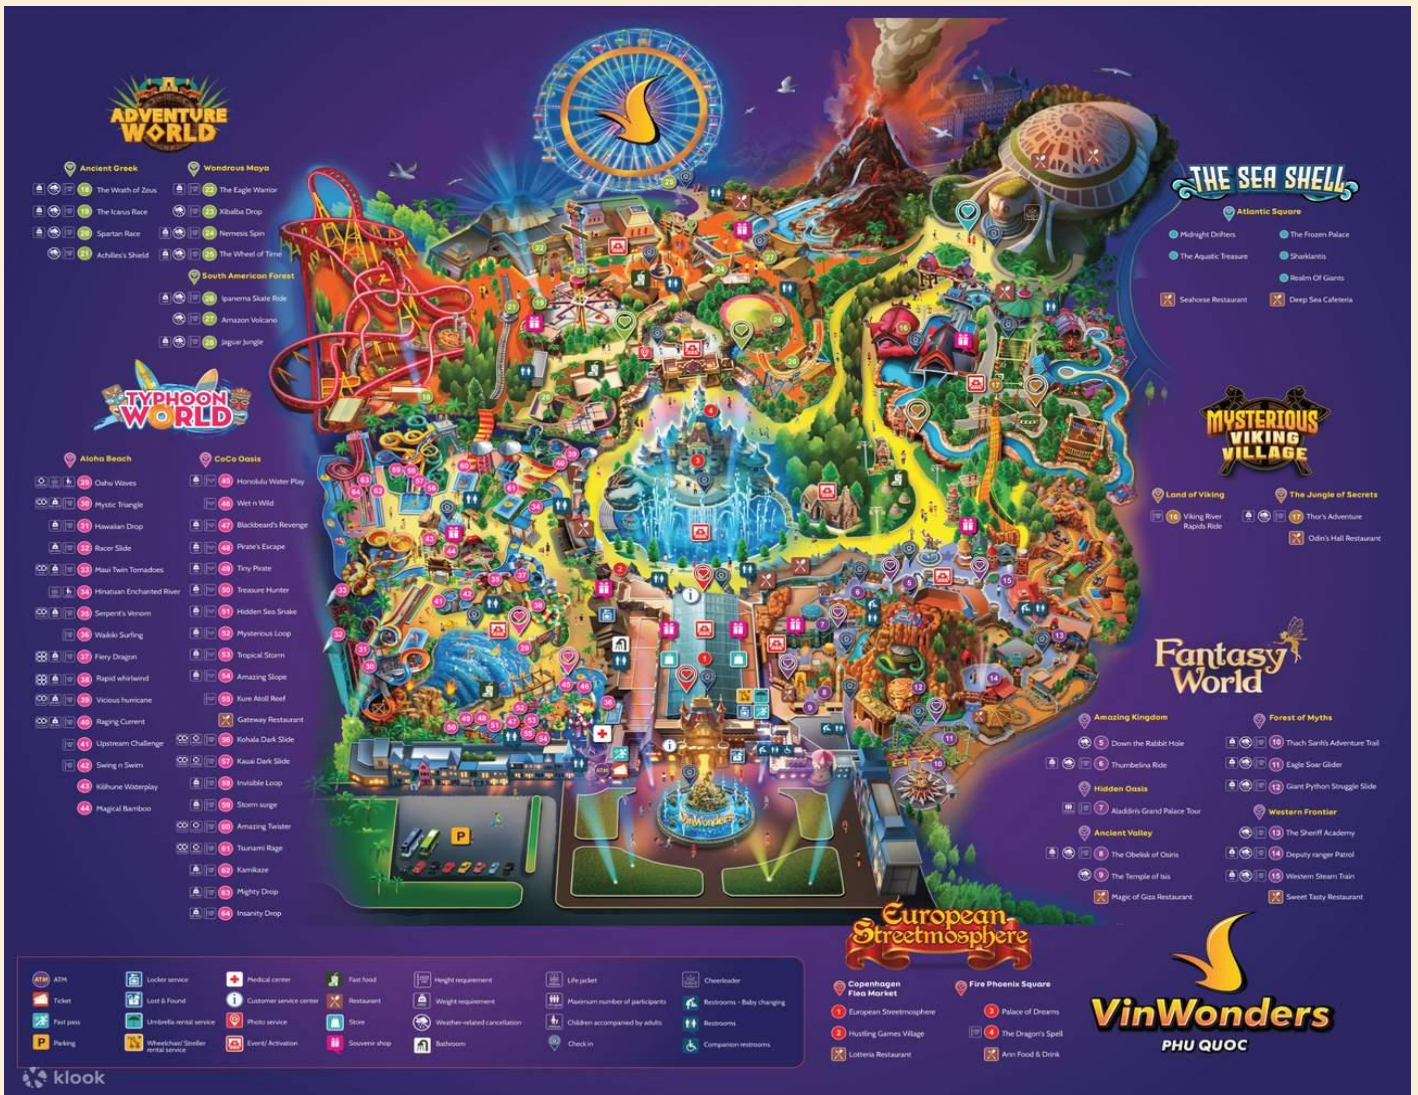 ADVENTURE
WORLD
Ancient Greek
18 The Wrath of Zeus
19 The Icarus Race
20 Spartan Race
21 Achilles's Shield
Wondrous Maya
22 The Eagle Warrior
23 Xibalba Drop
24 Nemesis Spin
25 The Wheel of Time
South American Forest
26 Ipanema Skate Ride
27 Amazon Volcano
28 Jaguar Jungle
TYPHOON
WORLD
Aloha Beach
29 Oahu Waves
30 Mystic Triangle
31 Hawaiian Drop
32 Racer Slide
33 Maui Twin Tornadoes
34 Hinatsan Enchanted River
35 Serpent's Venom
36 Waikiki Surfing
37 Fiery Dragon
38 Rapid whirlwind
39 Vicious hurricane
40 Raging Current
41 Upstream Challenge
42 Swing n Swim
43 Kilihune Waterplay
44 Magical Bamboo
CoCo Oasis
45 Honolulu Water Play
46 Wet n Wild
47 Blackbeard's Revenge
48 Pirate's Escape
49 Tiny Pirate
50 Treasure Hunter
51 Hidden Sea Snake
52 Mysterious Loop
53 Tropical Storm
54 Amazing Slope
55 Kure Atoll Reef
Gateway Restaurant
56 Kohala Dark Slide
57 Kauai Dark Slide
58 Invisible Loop
59 Storm surge
60 Amazing Twister
61 Tsunami Rage
62 Kamikaze
63 Mighty Drop
64 Insanity Drop
THE SEA SHELL
Atlantic Square
Midnight Drifters
The Aquatic Treasure
The Frozen Palace
Sharklantis
Realm Of Giants
Seahorse Restaurant
Deep Sea Cafeteria
MYSTERIOUS
VIKING
VILLAGE
Land of Viking
16 Viking River
Rapids Ride
The Jungle of Secrets
17 Thor's Adventure
Odin's Hall Restaurant
Fantasy
World
Amazing Kingdom
5 Down the Rabbit Hole
6 Thumbelina Ride
Hidden Oasis
7 Aladdin's Grand Palace Tour
Ancient Valley
8 The Obelisk of Osiris
9 The Temple of Isis
Magic of Giza Restaurant
Forest of Myths
10 Thach Sanh's Adventure Trail
11 Eagle Soar Glider
12 Giant Python Struggle Slide
Western Frontier
13 The Sheriff Academy
14 Deputy ranger Patrol
15 Western Steam Train
Sweet Tasty Restaurant
VinWonders
P
European
Streetmosphere
Copenhagen
Flea Market
1 European Streetmosphere
2 Hustling Games Village
Lotteria Restaurant
Fire Phoenix Square
3 Palace of Dreams
4 The Dragon's Spell
Ann Food & Drink
VinWonders
PHU QUOC
ATM ATM
Ticket
Fast pass
P Parking
Locker service
Lost & Found
Umbrella rental service
Wheelchair/ Stroller
rental service
Medical center
Customer service center
Photo service
Event/ Activation
Fast food
Restaurant
Store
Souvenir shop
Height requirement
Weight requirement
Weather-related cancellation
Bathroom
Life jacket
Maximum number of participants
Children accompanied by adults
Check in
Cheerleader
Restrooms - Baby changing
Restrooms
Companion restrooms
klook